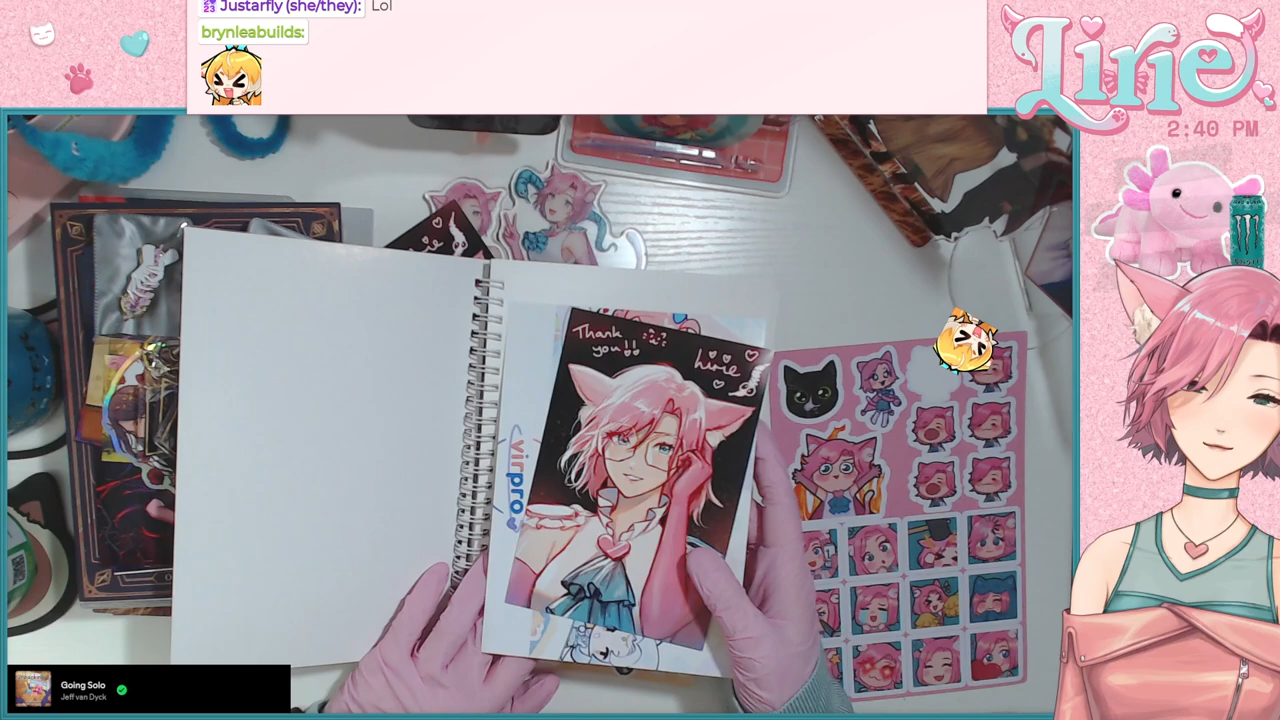 Justarfly (she/they): Lol
brynleabuilds:
Lirie
2:40 PM
Thank
you!!
Lirie
virpro
Going Solo
Jeff van Dyck